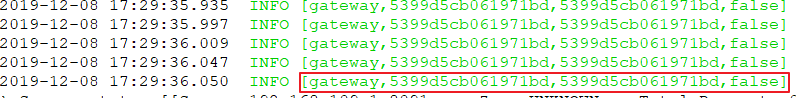 2019-12-08 17:29:35.935 INFO [gateway,5399d5cb061971bd,5399d5cb061971bd,false]
2019-12-08 17:29:35.997 INFO [gateway,5399d5cb061971bd,5399d5cb061971bd,false]
2019-12-08 17:29:36.009 INFO [gateway,5399d5cb061971bd,5399d5cb061971bd,false]
2019-12-08 17:29:36.047 INFO [gateway,5399d5cb061971bd,5399d5cb061971bd,false]
2019-12-08 17:29:36.050 INFO [gateway,5399d5cb061971bd,5399d5cb061971bd,false]